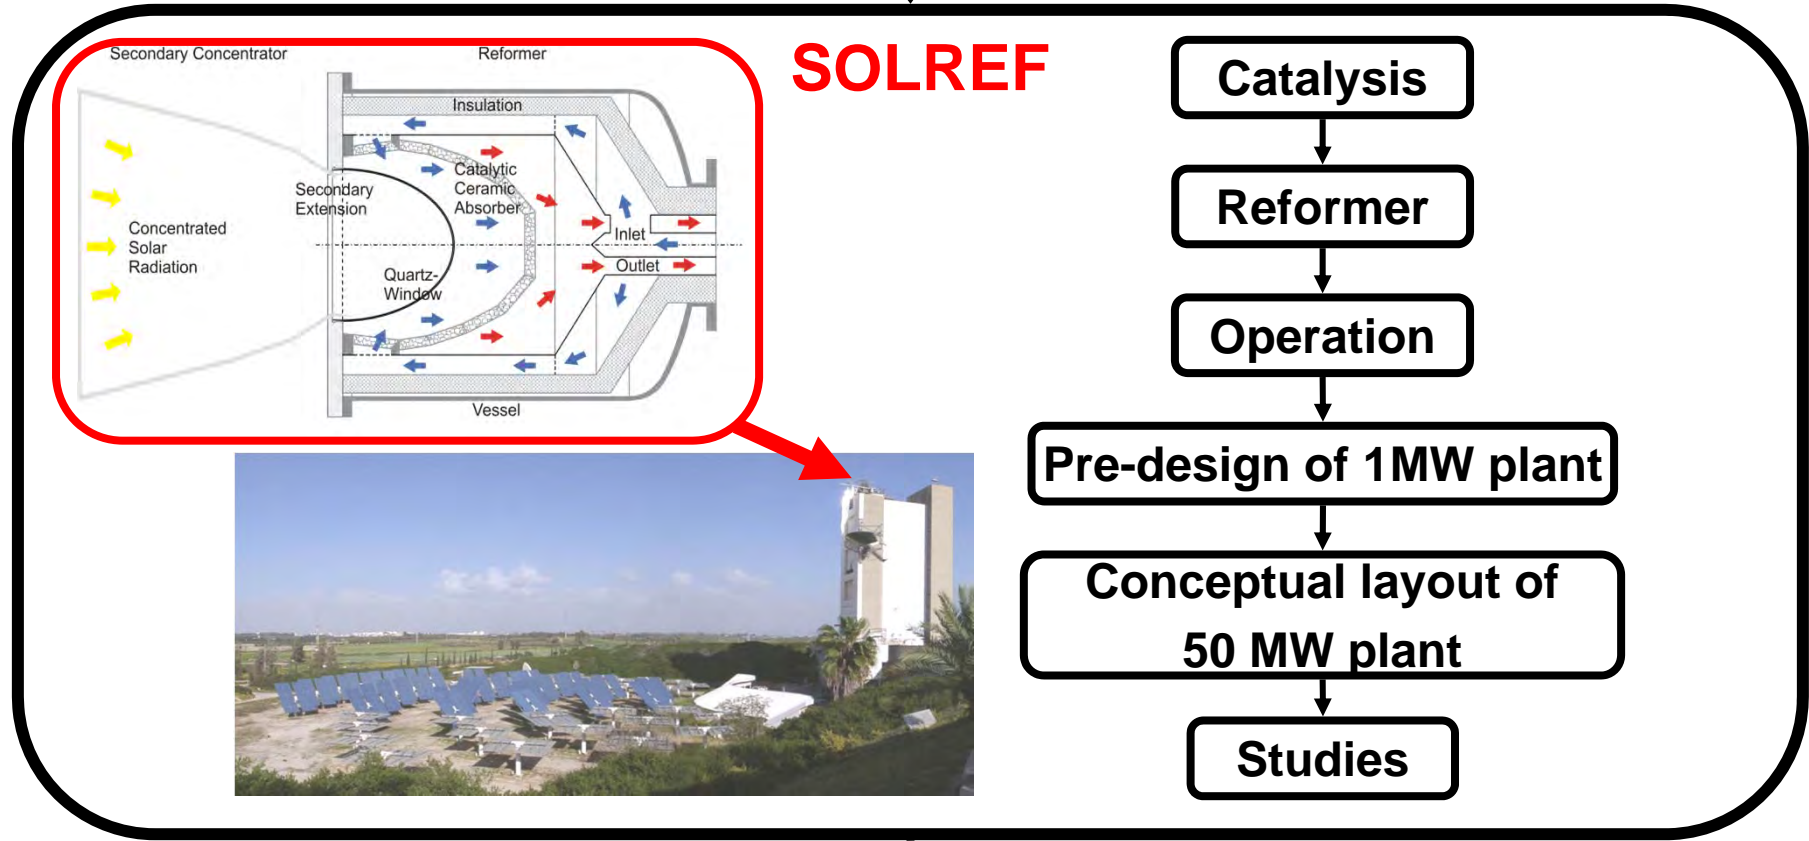 Secondary Concentrator
Reformer
Insulation
Catalytic
Ceramic
Absorber
Secondary
Extension
Concentrated
Solar
Radiation
Inlet
Outlet
Quartz-
Window
Vessel
SOLREF
Catalysis
Reformer
Operation
Pre-design of 1MW plant
Conceptual layout of
50 MW plant
Studies